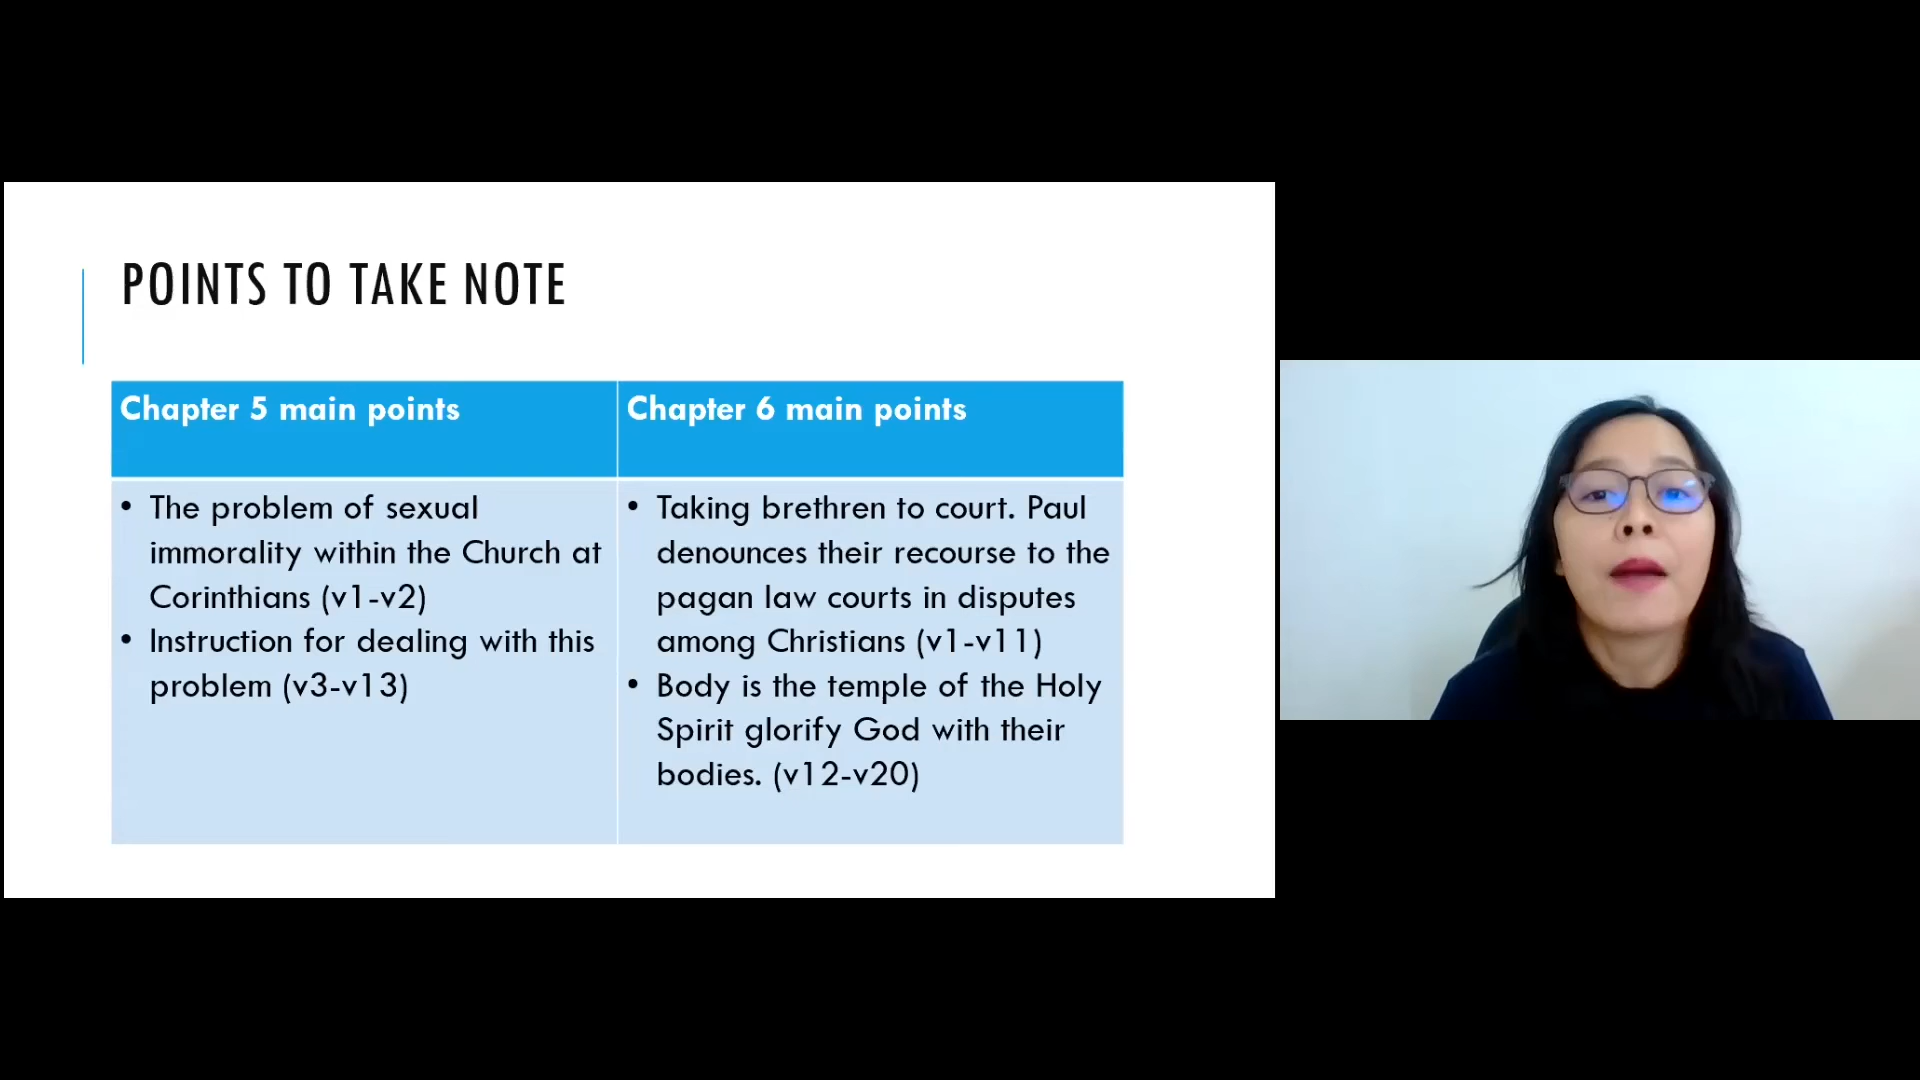 POINTS TO TAKE NOTE
Chapter 5 main points
• The problem of sexual
immorality within the Church at
Corinthians (v1-v2)
• Instruction for dealing with this
problem (v3-v13)
Chapter 6 main points
• Taking brethren to court. Paul
denounces their recourse to the
pagan law courts in disputes
among Christians (v1-v11)
• Body is the temple of the Holy
Spirit glorify God with their
bodies. (v12-v20)